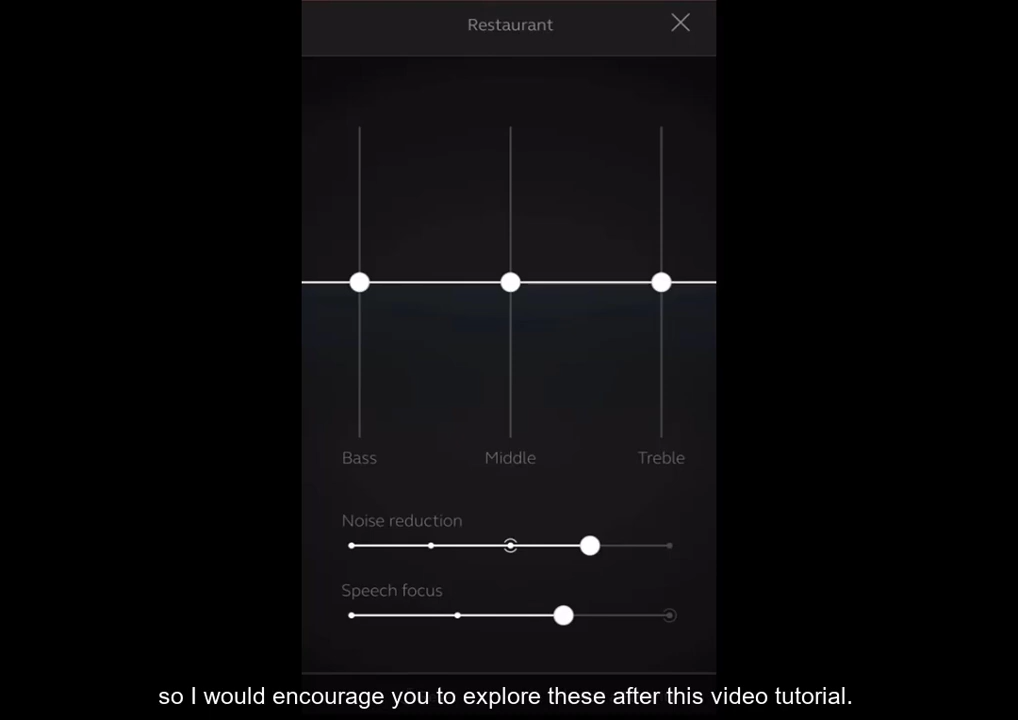 Restaurant
Bass Middle Treble
Noise reduction
Speech focus
so I would encourage you to explore these after this video tutorial.